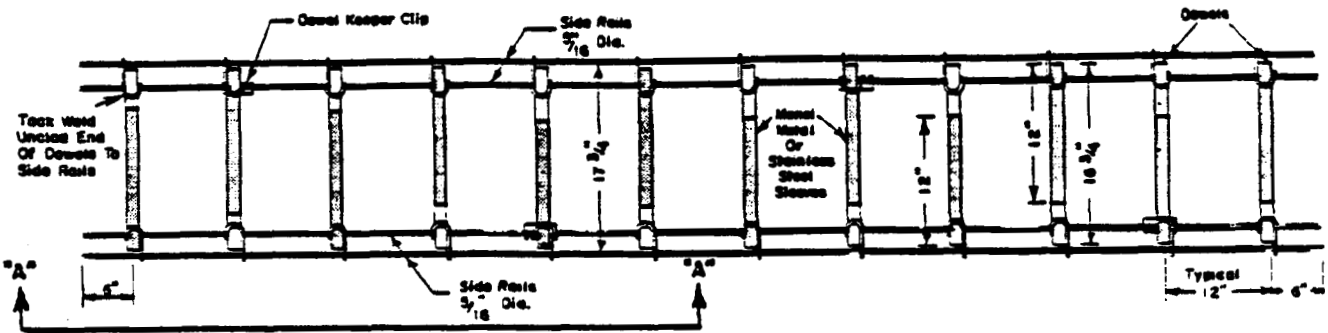 Dowel Keeper Clip
Side Rails
5/16" Dia.
Dowels
Tack Weld
Unclad End
Of Dowels To
Side Rails
17 3/4"
Monel
Metal
Or
Stainless
Steel
Sleeves
12"
12"
16 3/4"
"A"
"A"
6"
Side Rails
5/16" Dia.
Typical
12"
6"